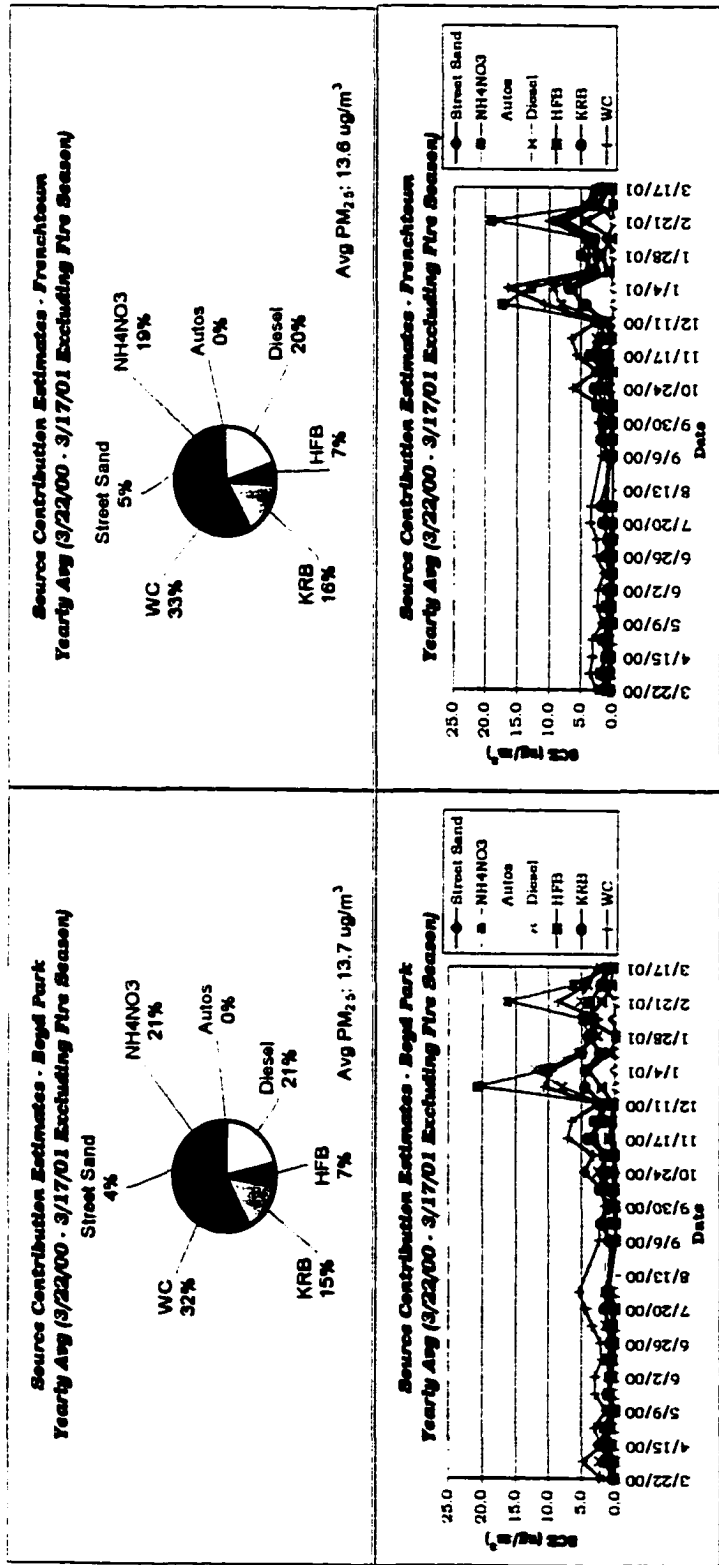 Source Contribution Estimates - Boyd Park
Yearly Avg (3/22/00 - 3/17/01 Excluding Fire Season)
Street Sand
4%
NH4NO3
21%
Autos
0%
Diesel
21%
HFB
7%
KRB
15%
WC
32%
Avg PM2.5: 13.7 ug/m3
Source Contribution Estimates - Frenchtown
Yearly Avg (3/22/00 - 3/17/01 Excluding Fire Season)
Street Sand
5%
NH4NO3
19%
Autos
0%
Diesel
20%
HFB
7%
KRB
16%
WC
33%
Avg PM2.5: 13.6 ug/m3
Source Contribution Estimates - Boyd Park
Yearly Avg (3/22/00 - 3/17/01 Excluding Fire Season)
SCE (ug/m3)
25.0
20.0
15.0
10.0
5.0
0.0
3/22/00
4/15/00
5/9/00
6/2/00
6/26/00
7/20/00
8/13/00
9/6/00
9/30/00
10/24/00
11/17/00
12/11/00
1/4/01
1/28/01
2/21/01
3/17/01
Date
Street Sand
NH4NO3
Autos
Diesel
HFB
KRB
WC
Source Contribution Estimates - Frenchtown
Yearly Avg (3/22/00 - 3/17/01 Excluding Fire Season)
SCE (ug/m3)
25.0
20.0
15.0
10.0
5.0
0.0
3/22/00
4/15/00
5/9/00
6/2/00
6/26/00
7/20/00
8/13/00
9/6/00
9/30/00
10/24/00
11/17/00
12/11/00
1/4/01
1/28/01
2/21/01
3/17/01
Date
Street Sand
NH4NO3
Autos
Diesel
HFB
KRB
WC